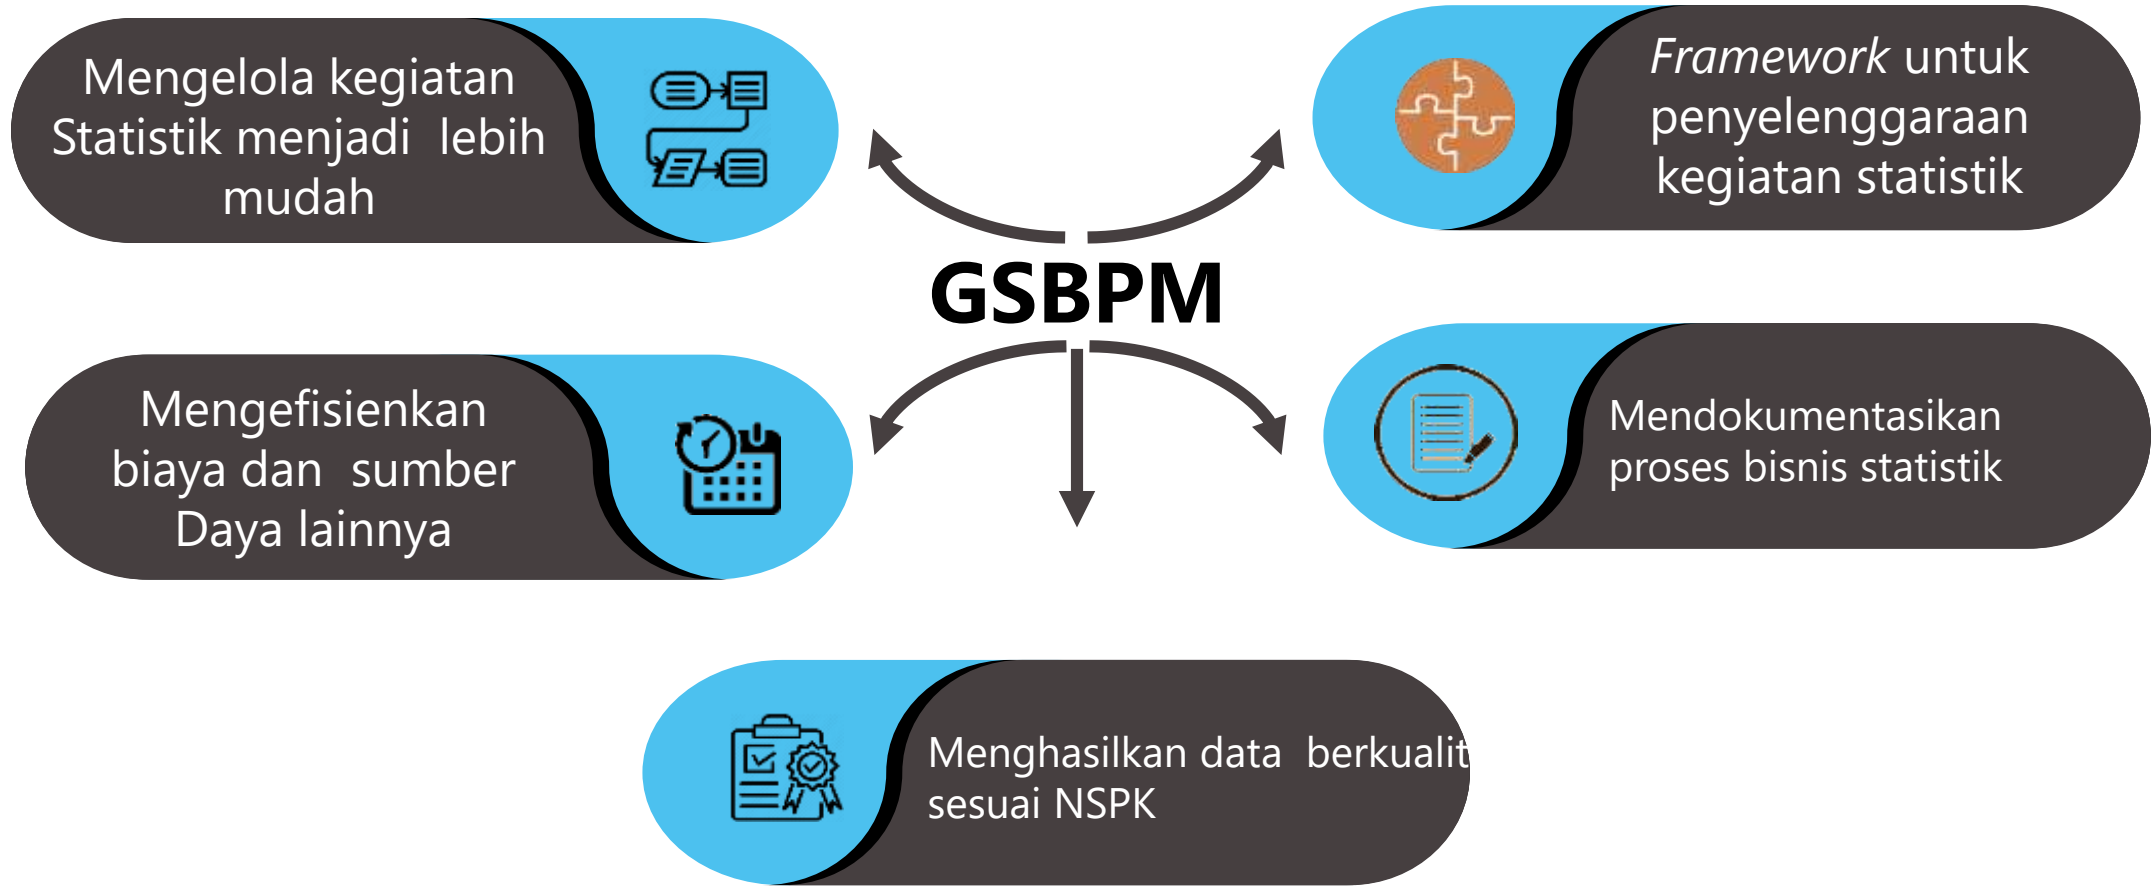 Mengelola kegiatan
Statistik menjadi lebih
mudah
Framework untuk
penyelenggaraan
kegiatan statistik
GSBPM
Mengefisienkan
biaya dan sumber
Daya lainnya
Mendokumentasikan
proses bisnis statistik
Menghasilkan data berkualit
sesuai NSPK